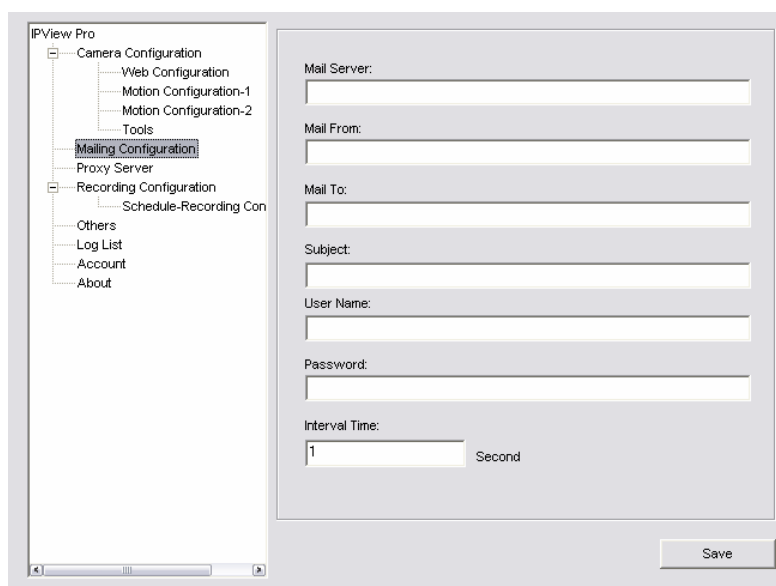 IPView Pro
Camera Configuration
Web Configuration
Motion Configuration-1
Motion Configuration-2
Tools
Mailing Configuration
Proxy Server
Recording Configuration
Schedule-Recording Con
Others
Log List
Account
About
Mail Server:
Mail From:
Mail To:
Subject:
User Name:
Password:
Interval Time:
1 Second
Save